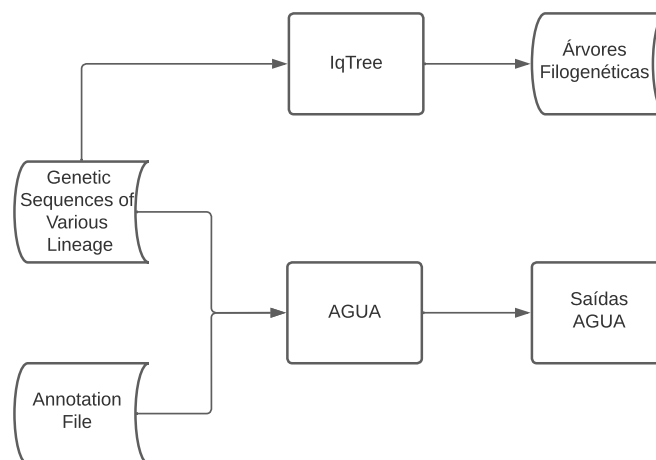 IqTree
Árvores
Filogenéticas
Genetic
Sequences of
Various
Lineage
AGUA
Saídas
AGUA
Annotation
File